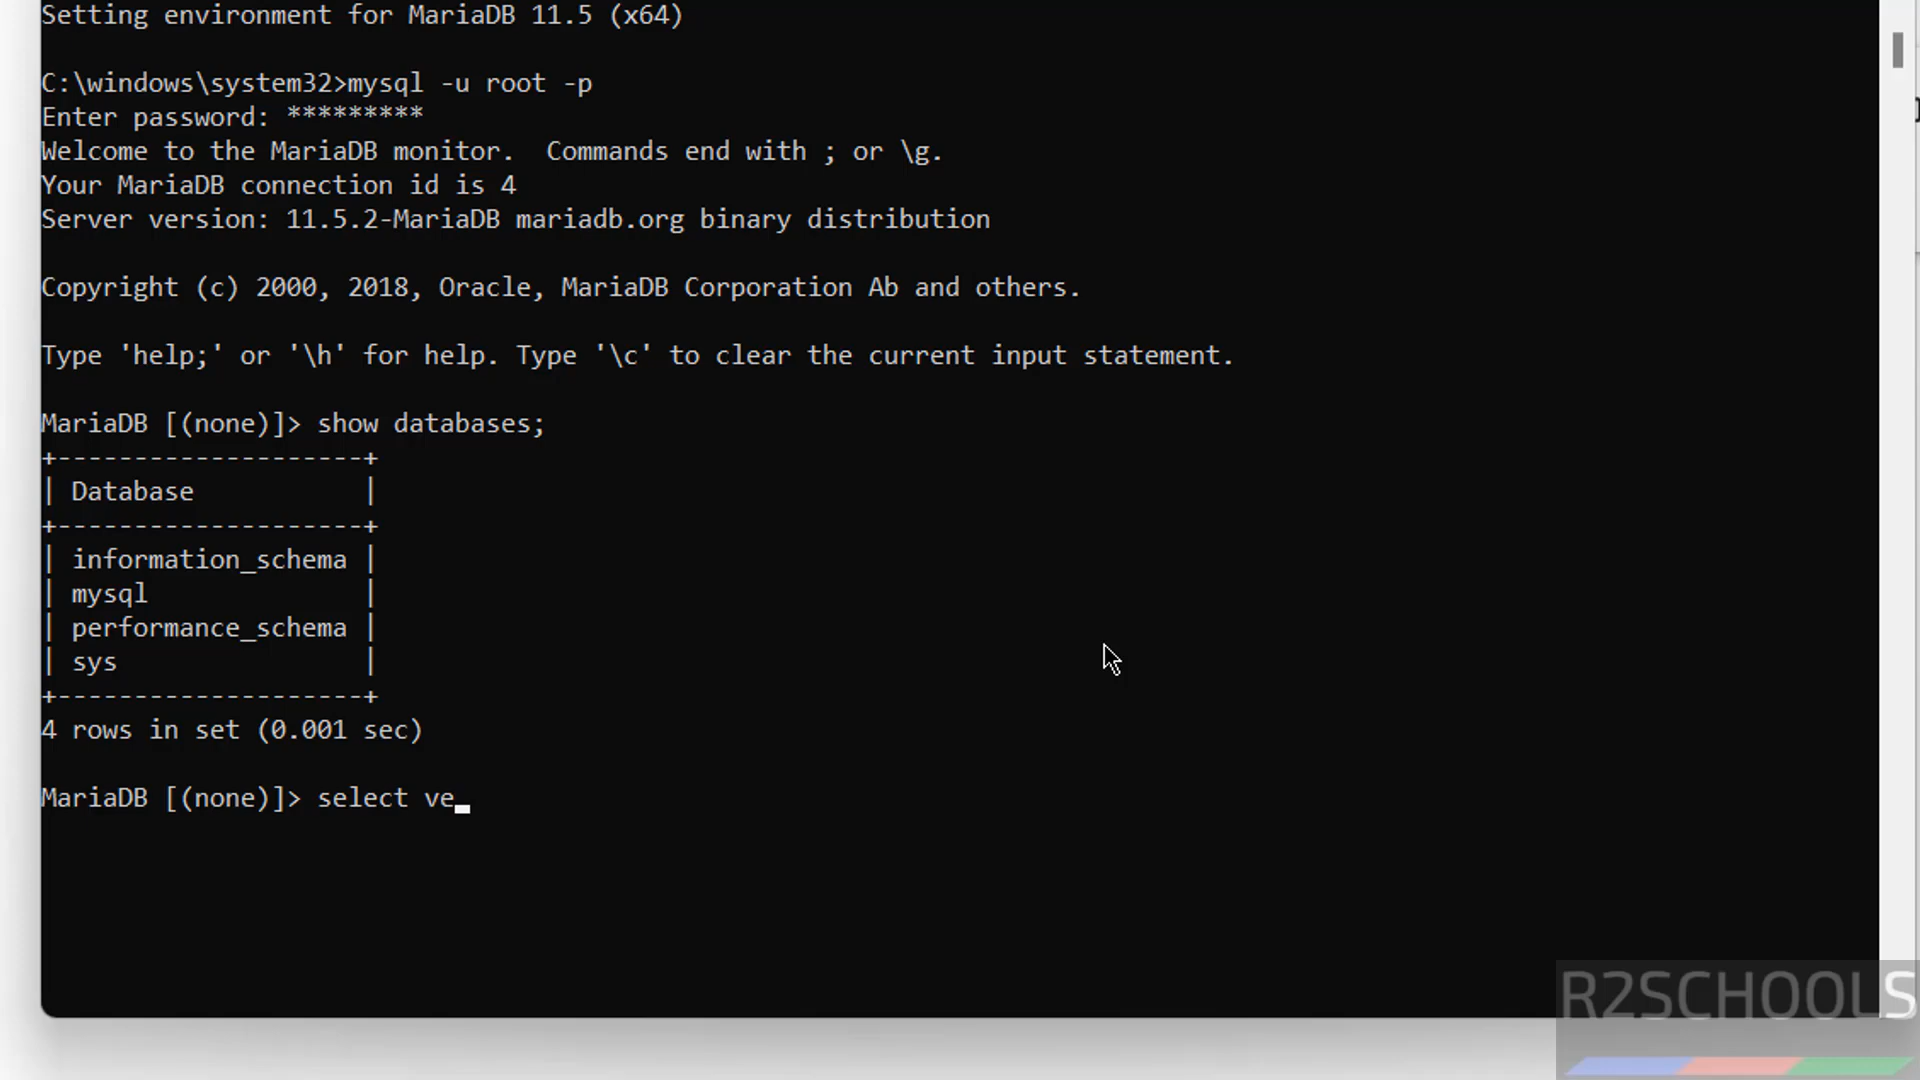 Setting environment for MariaDB 11.5 (x64)
C:\windows\system32>mysql -u root -p
Enter password: *********
Welcome to the MariaDB monitor.  Commands end with ; or \g.
Your MariaDB connection id is 4
Server version: 11.5.2-MariaDB mariadb.org binary distribution
Copyright (c) 2000, 2018, Oracle, MariaDB Corporation Ab and others.
Type 'help;' or '\h' for help. Type '\c' to clear the current input statement.
MariaDB [(none)]> show databases;
+--------------------+
| Database           |
+--------------------+
| information_schema |
| mysql              |
| performance_schema |
| sys                |
+--------------------+
4 rows in set (0.001 sec)
MariaDB [(none)]> select ve_
R2SCHOOLS